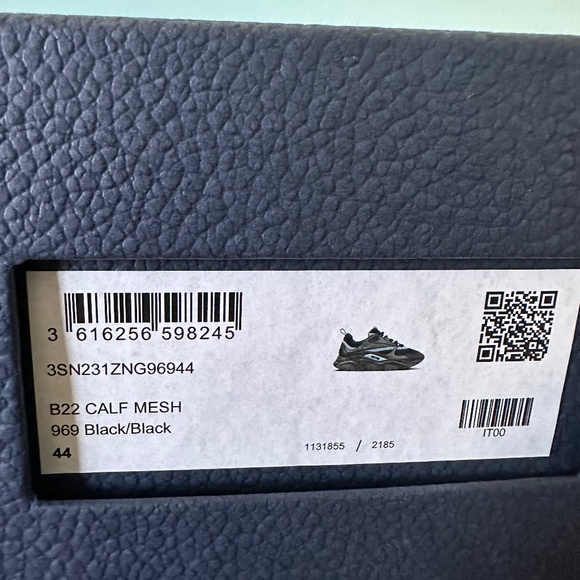 3 616256 598245
3SN231ZNG96944
B22 CALF MESH
969 Black/Black
44
1131855 / 2185
IT00